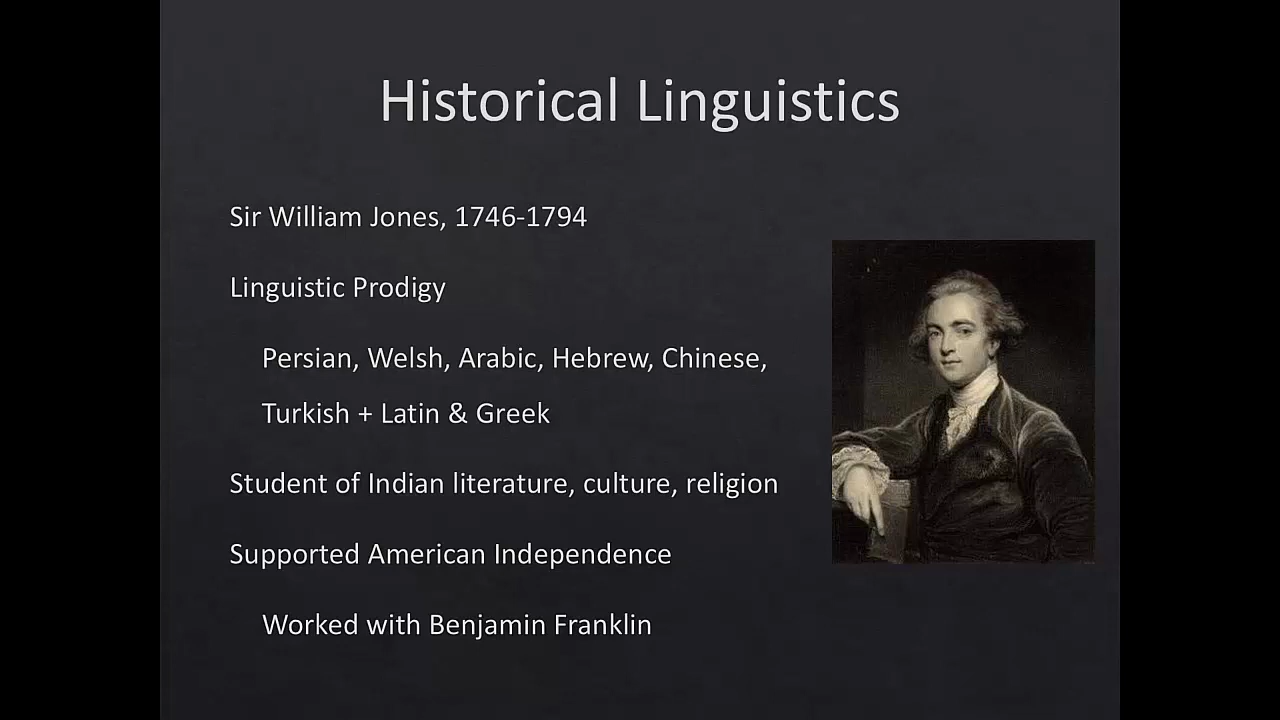 Historical Linguistics
Sir William Jones, 1746-1794
Linguistic Prodigy
Persian, Welsh, Arabic, Hebrew, Chinese,
Turkish + Latin & Greek
Student of Indian literature, culture, religion
Supported American Independence
Worked with Benjamin Franklin